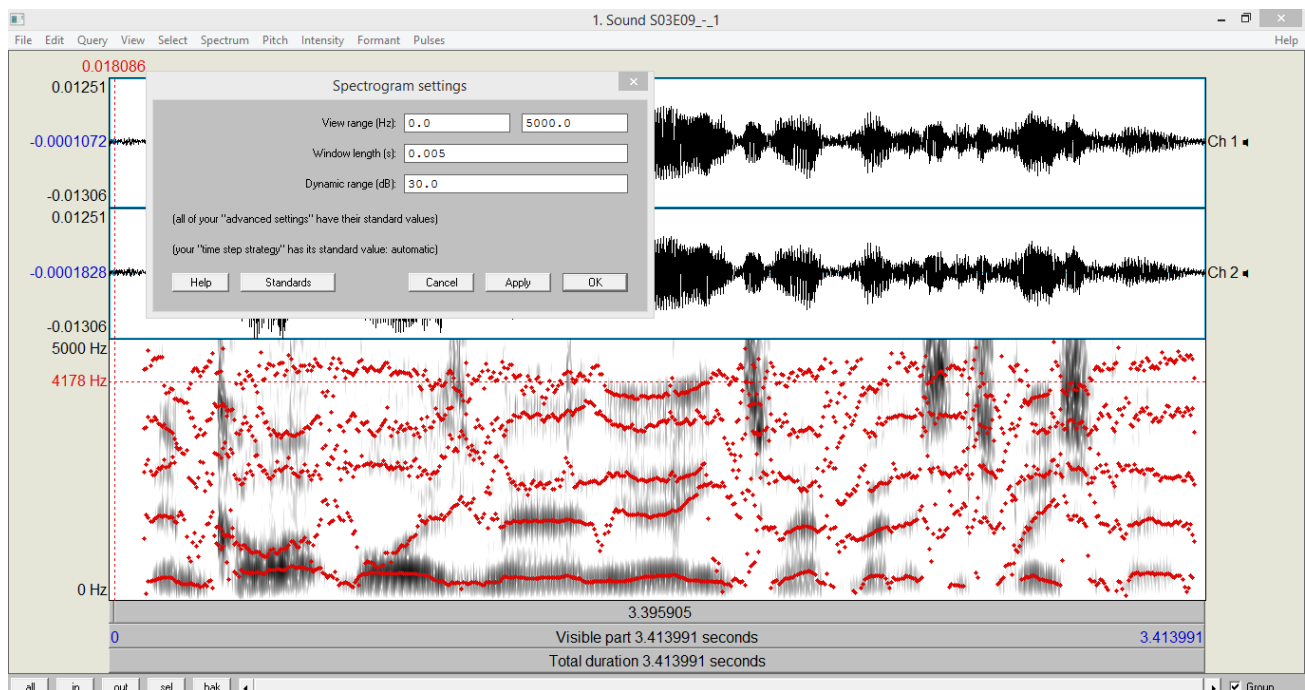 1. Sound S03E09_-_1
File Edit Query View Select Spectrum Pitch Intensity Formant Pulses Help
0.018086
0.01251
-0.0001072
-0.01306
Ch 1
0.01251
-0.0001828
-0.01306
Ch 2
Spectrogram settings
View range (Hz): 0.0 5000.0
Window length (s): 0.005
Dynamic range (dB): 30.0
(all of your "advanced settings" have their standard values)
(your "time step strategy" has its standard value: automatic)
Help Standards Cancel Apply OK
5000 Hz
4178 Hz
0 Hz
3.395905
0 Visible part 3.413991 seconds 3.413991
Total duration 3.413991 seconds
all in out sel bak Group